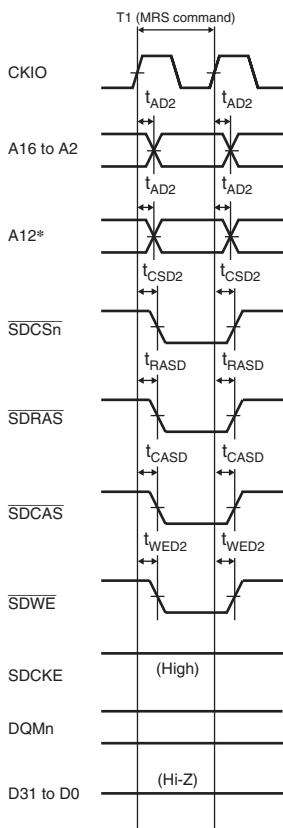 T1 (MRS command)
CKIO
tAD2 tAD2
A16 to A2
tAD2 tAD2
A12*
tCSD2 tCSD2
SDCSn
tRASD tRASD
SDRAS
tCASD tCASD
SDCAS
tWED2 tWED2
SDWE
SDCKE (High)
DQMn
D31 to D0 (Hi-Z)